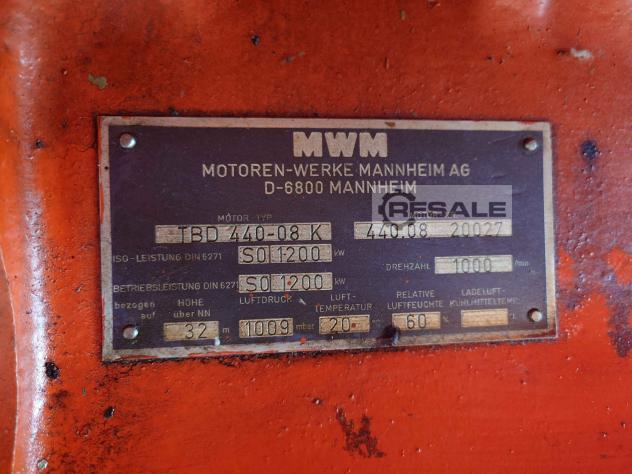 MWM
MOTOREN-WERKE MANNHEIM AG
D-6800 MANNHEIM
RESALE
MOTOR-TYP
TBD 440-08 K 440.08 20027
ISO-LEISTUNG DIN 6271 SO 1200 kW
DREHZAHL 1000 /min
BETRIEBSLEISTUNG DIN 6271 SO 1200 kW
bezogen auf
HÖHE über NN 32 m
LUFTDRUCK 1009 mbar
LUFT-TEMPERATUR 20
RELATIVE LUFTFEUCHTE 60
LADELUFT-KÜHLMITTELTEMP.